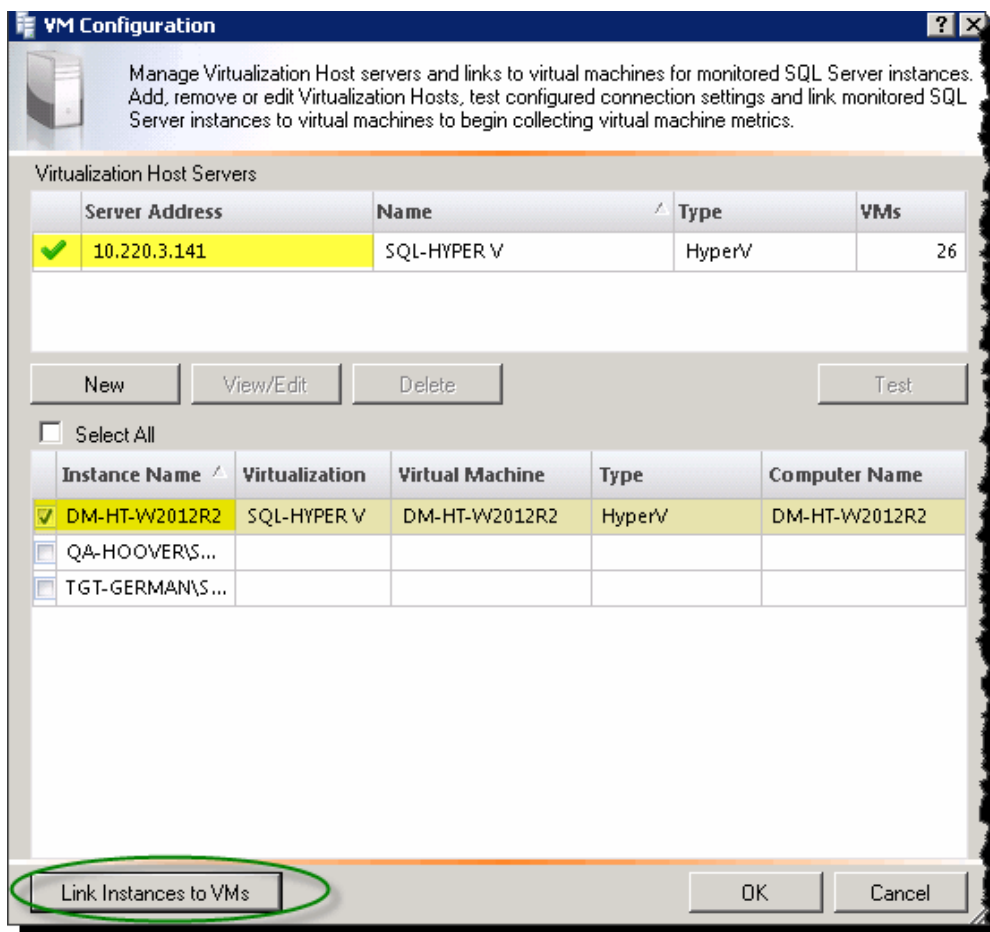 VM Configuration
Manage Virtualization Host servers and links to virtual machines for monitored SQL Server instances.
Add, remove or edit Virtualization Hosts, test configured connection settings and link monitored SQL
Server instances to virtual machines to begin collecting virtual machine metrics.
Virtualization Host Servers
Server Address Name Type VMs
10.220.3.141 SQL-HYPER V HyperV 26
New View/Edit Delete Test
Select All
Instance Name Virtualization Virtual Machine Type Computer Name
DM-HT-W2012R2 SQL-HYPER V DM-HT-W2012R2 HyperV DM-HT-W2012R2
QA-HOOVER\S...
TGT-GERMAN\S...
Link Instances to VMs OK Cancel